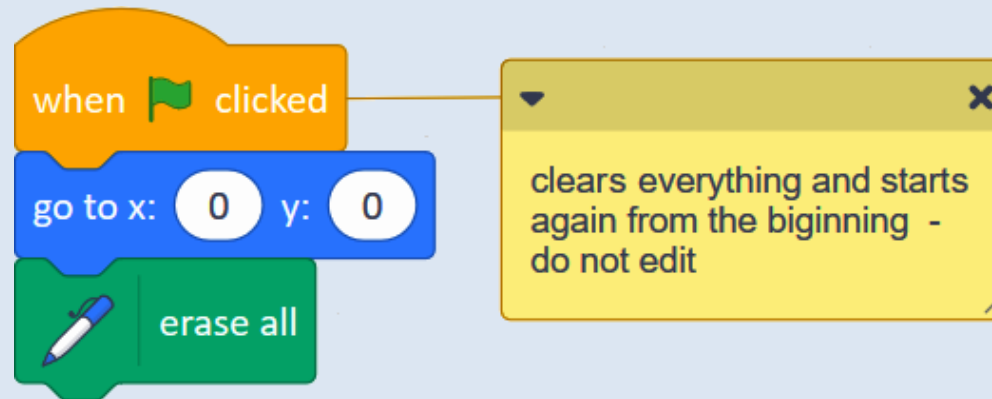 when clicked
go to x: 0 y: 0
erase all
clears everything and starts
again from the biginning -
do not edit